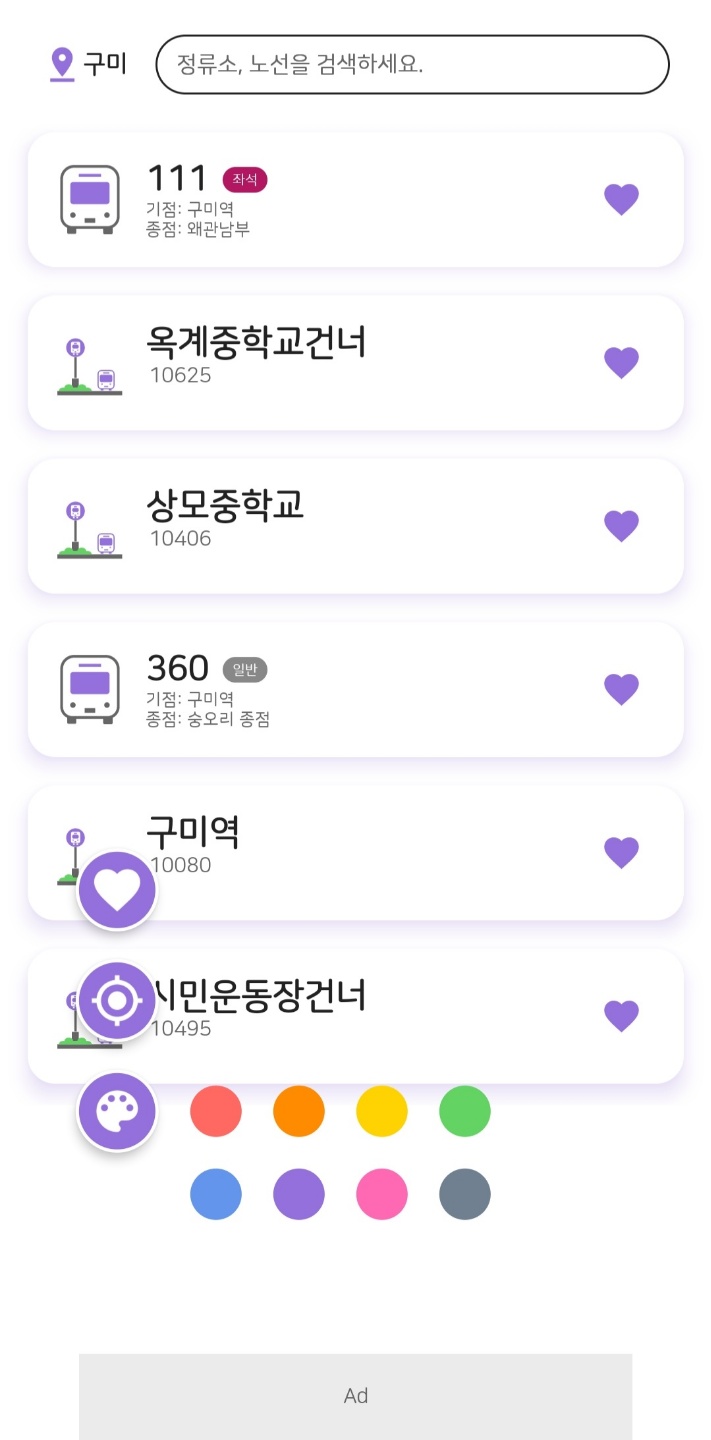 구미
정류소, 노선을 검색하세요.
111 좌석
기점: 구미역
종점: 왜관남부
옥계중학교건너
10625
상모중학교
10406
360 일반
기점: 구미역
종점: 숭오리 종점
구미역
10080
시민운동장건너
10495
Ad